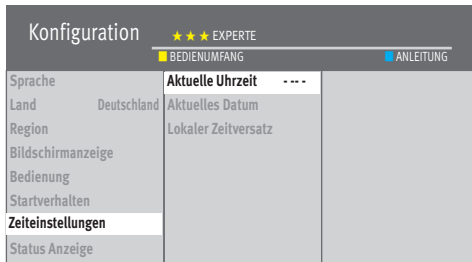 Konfiguration
★ ★ ★ EXPERTE
BEDIENUMFANG
ANLEITUNG
Sprache
Land Deutschland
Region
Bildschirmanzeige
Bedienung
Startverhalten
Zeiteinstellungen
Status Anzeige
Aktuelle Uhrzeit - -- -
Aktuelles Datum
Lokaler Zeitversatz